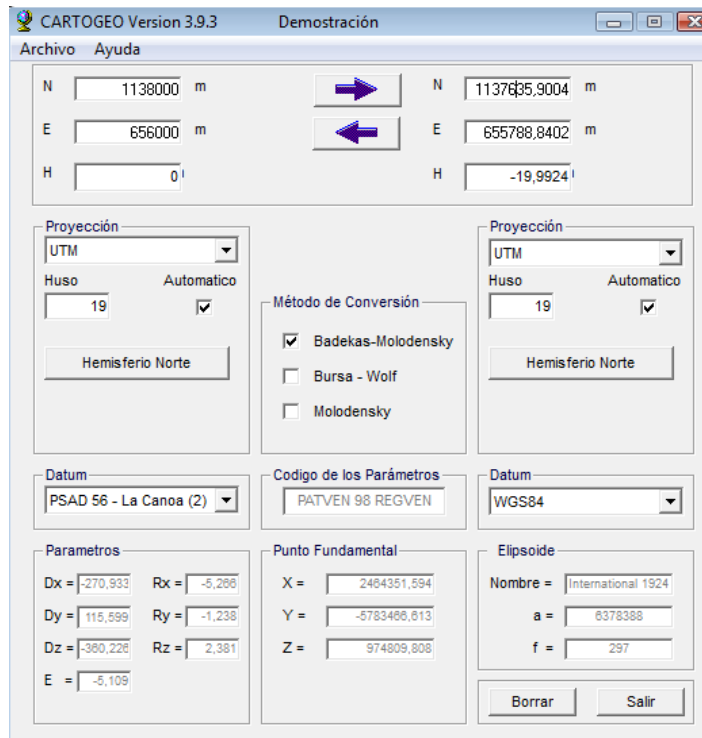 CARTOGEO Version 3.9.3 Demostración
Archivo Ayuda
N 1138000 m N 1137635,9004 m
E 656000 m E 655788,8402 m
H 0 H -19,9924
Proyección Proyección
UTM UTM
Huso Automatico Huso Automatico
19 19
Método de Conversión
Badekas-Molodensky
Hemisferio Norte Hemisferio Norte
Bursa - Wolf
Molodensky
Datum Codigo de los Parámetros Datum
PSAD 56 - La Canoa (2) PATVEN 98 REGVEN WGS84
Parametros Punto Fundamental Elipsoide
Dx = -270,933 Rx = -5,266 X = 2464351,594 Nombre = International 1924
Dy = 115,599 Ry = -1,238 Y = -5783466,613 a = 6378388
Dz = -360,226 Rz = 2,381 Z = 974809,808 f = 297
E = -5,109
Borrar Salir